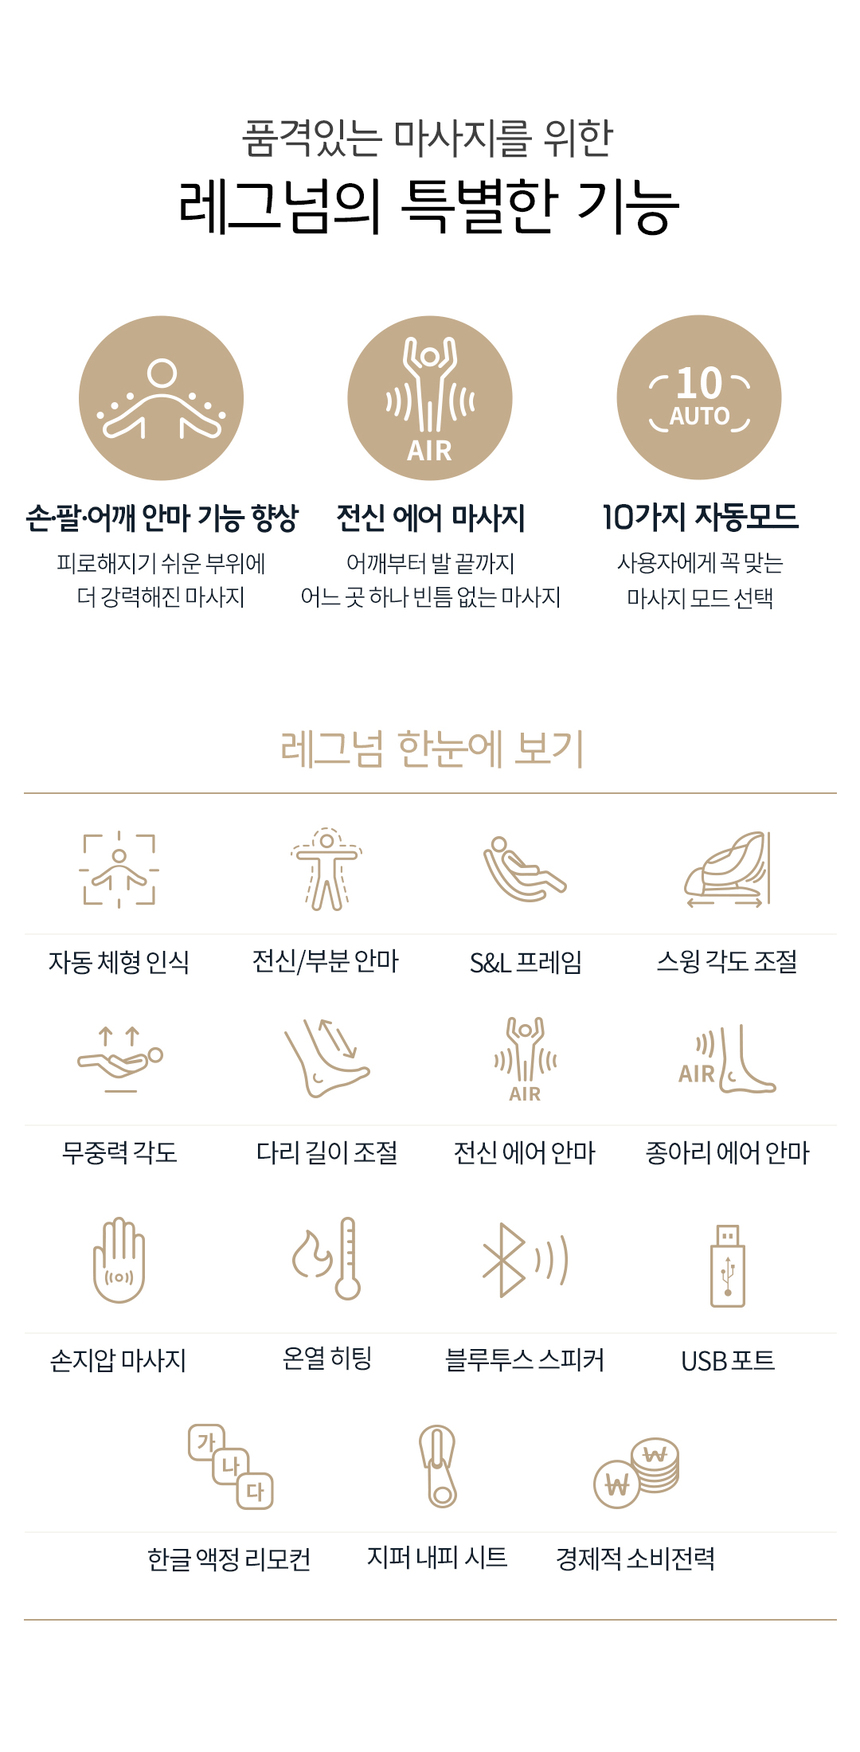 품격있는 마사지를 위한
레그넘의 특별한 기능
AIR
10
AUTO
손·팔·어깨 안마 기능 향상
전신 에어 마사지
10가지 자동모드
피로해지기 쉬운 부위에
더 강력해진 마사지
어깨부터 발 끝까지
어느 곳 하나 빈틈 없는 마사지
사용자에게 꼭 맞는
마사지 모드 선택
레그넘 한눈에 보기
자동 체형 인식
전신/부분 안마
S&L 프레임
스윙 각도 조절
AIR
AIR
무중력 각도
다리 길이 조절
전신 에어 안마
종아리 에어 안마
손지압 마사지
온열 히팅
블루투스 스피커
USB 포트
가
나
다
₩
₩
한글 액정 리모컨
지퍼 내피 시트
경제적 소비전력